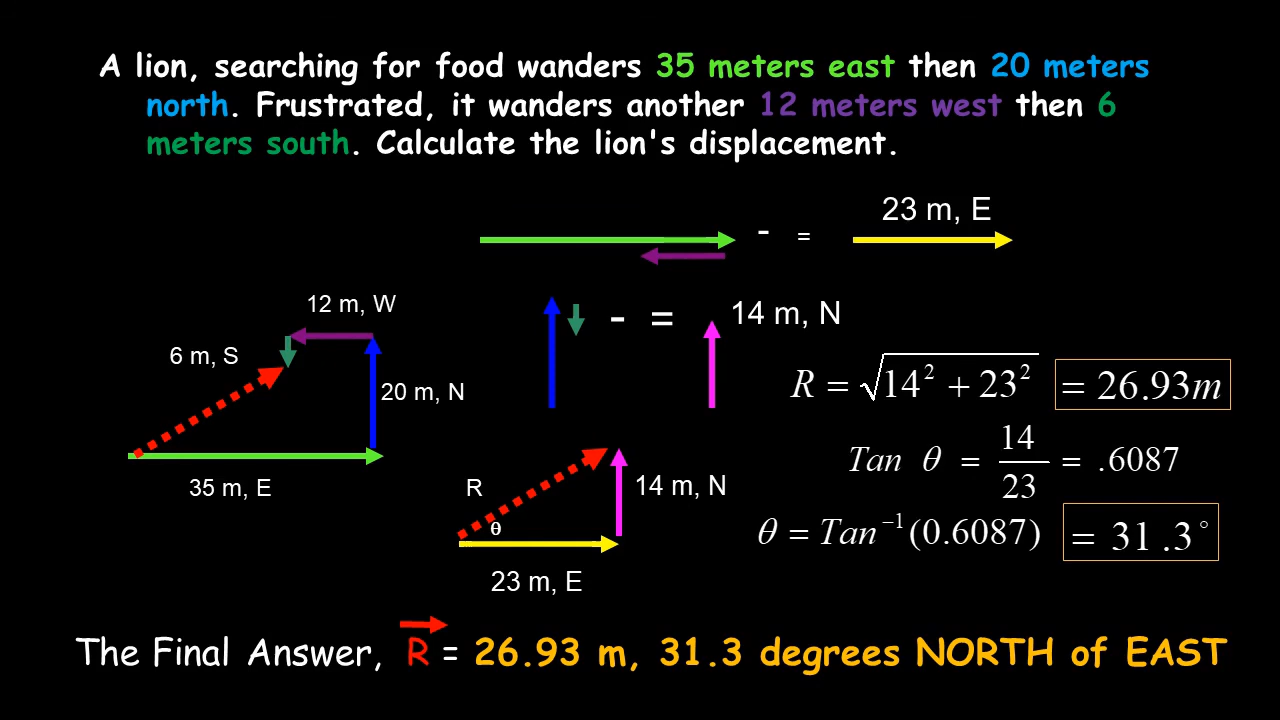 A lion, searching for food wanders 35 meters east then 20 meters
north. Frustrated, it wanders another 12 meters west then 6
meters south. Calculate the lion's displacement.
23 m, E
- =
12 m, W
- =
14 m, N
6 m, S
20 m, N
35 m, E
R = √14² + 23² = 26.93m
Tan θ = 14/23 = .6087
R
14 m, N
θ
θ = Tan⁻¹(0.6087) = 31.3°
23 m, E
The Final Answer, R = 26.93 m, 31.3 degrees NORTH of EAST